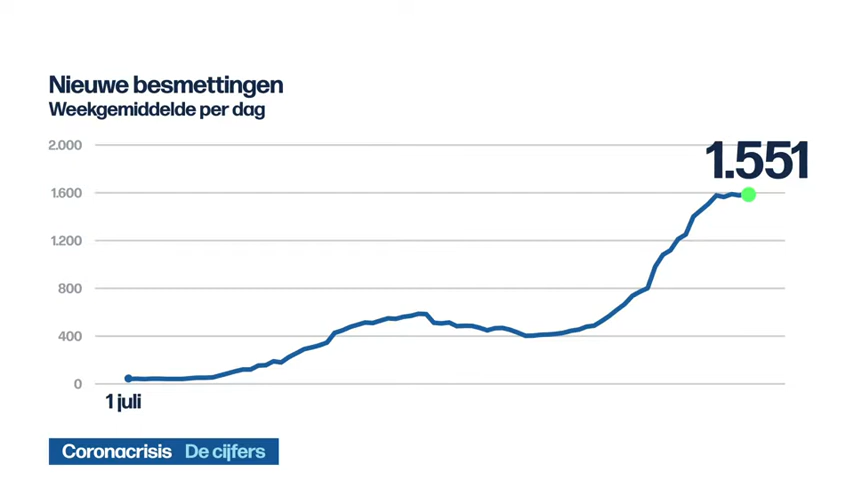 Nieuwe besmettingen
Weekgemiddelde per dag
2.000
1.551
1.600
1.200
800
400
0
1 juli
Coronacrisis De cijfers